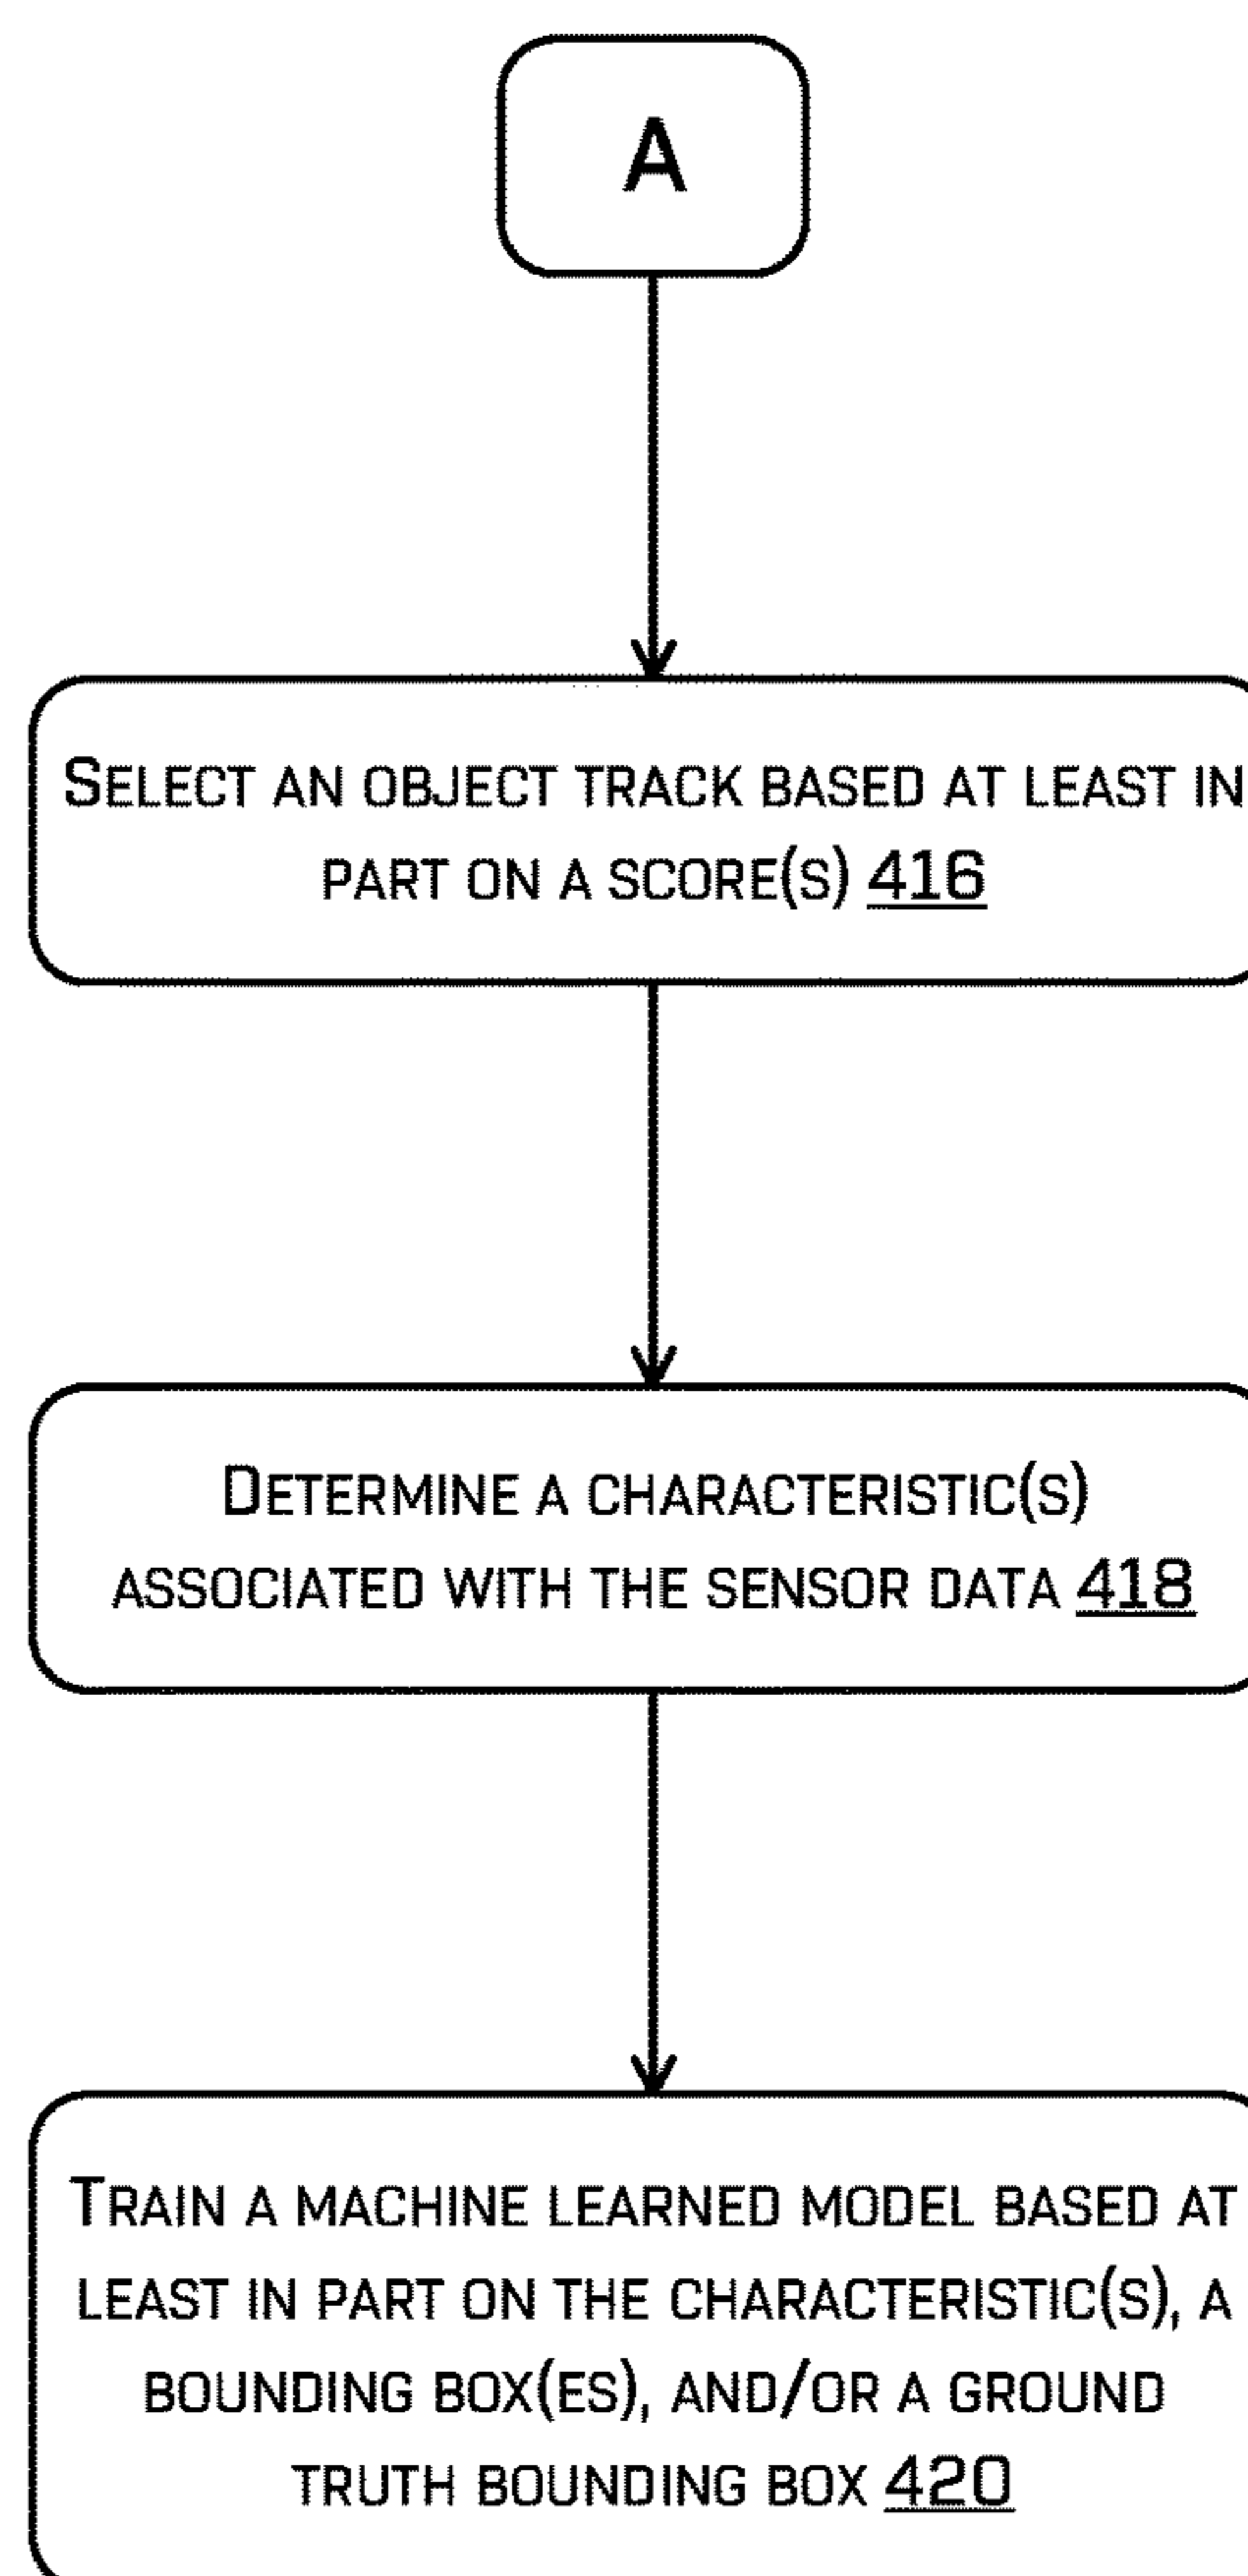 A
SELECT AN OBJECT TRACK BASED AT LEAST IN
PART ON A SCORE(S) 416
DETERMINE A CHARACTERISTIC(S)
ASSOCIATED WITH THE SENSOR DATA 418
TRAIN A MACHINE LEARNED MODEL BASED AT
LEAST IN PART ON THE CHARACTERISTIC(S), A
BOUNDING BOX(ES), AND/OR A GROUND
TRUTH BOUNDING BOX 420